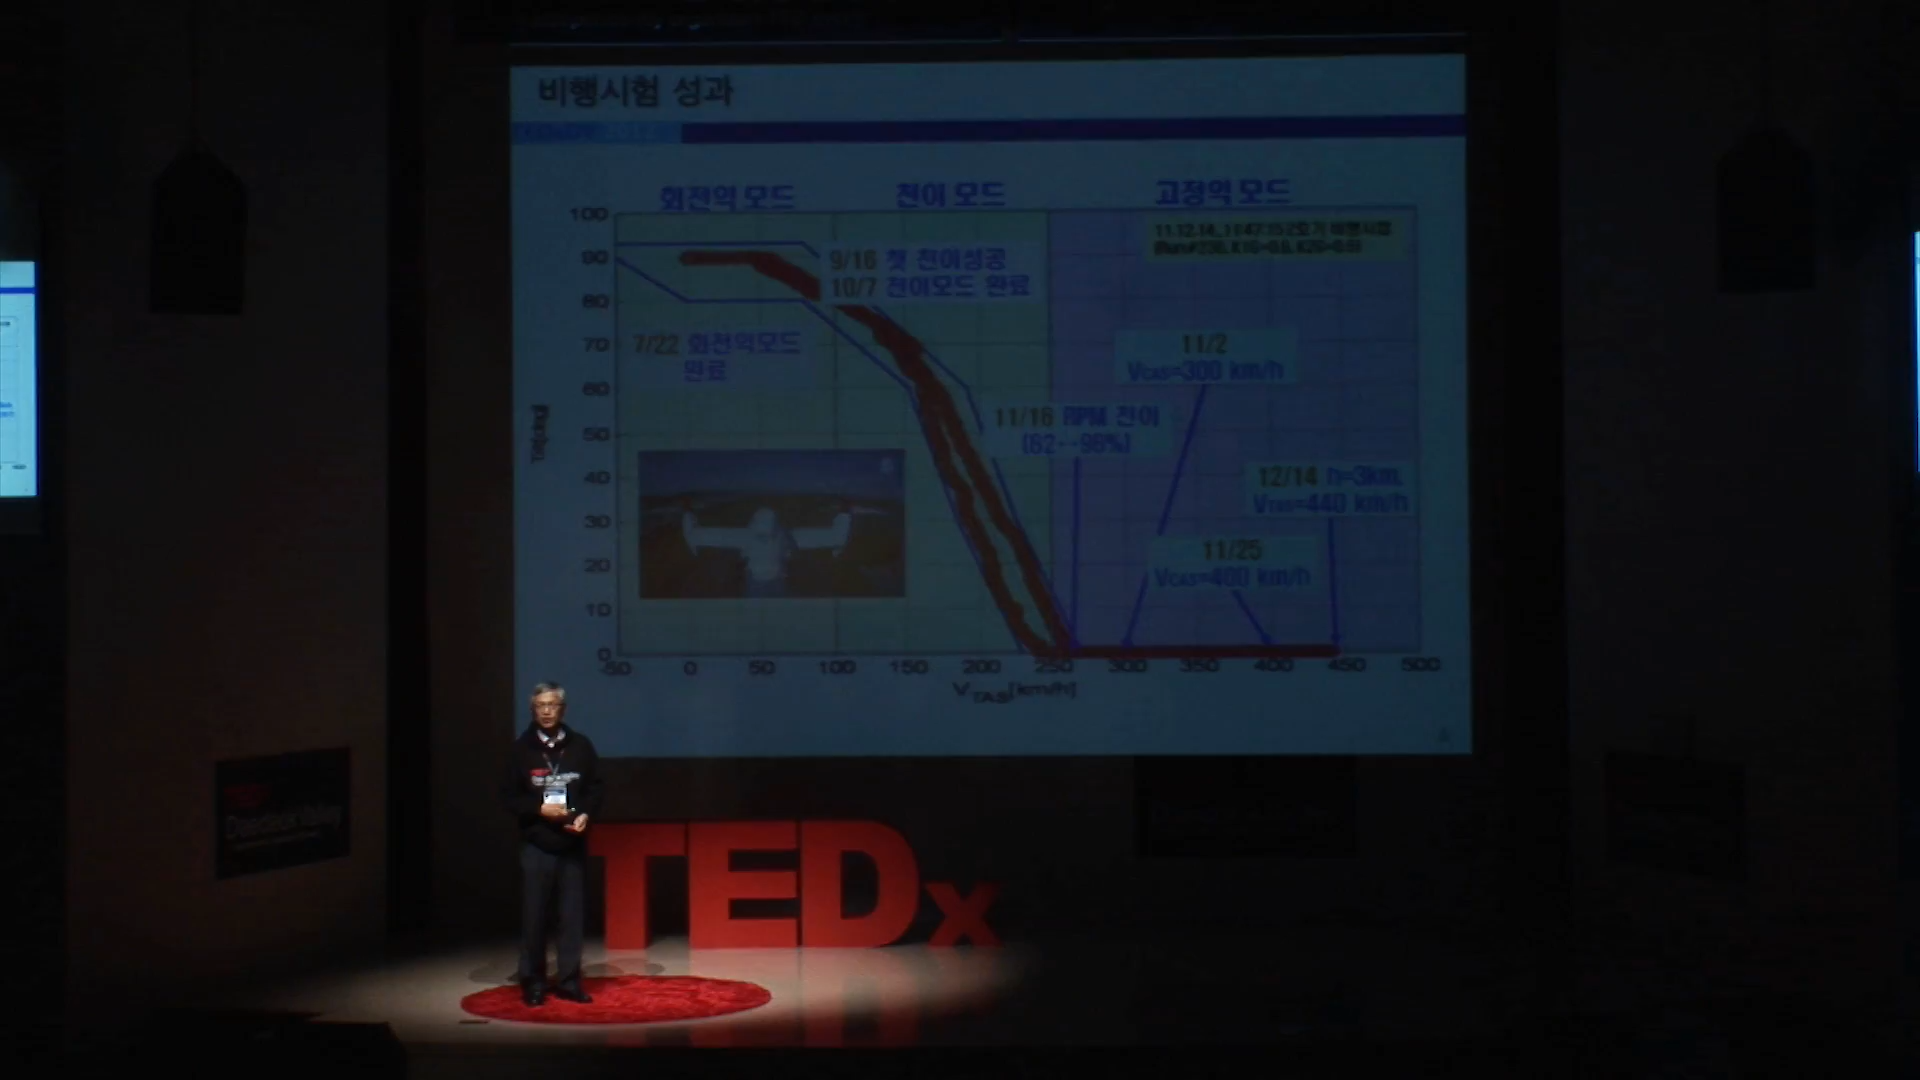 비행시험 성과
회전익 모드
천이 모드
고정익 모드
100
90
80
70
60
50
40
30
20
10
0
Tilt[deg]
9/16 첫 천이성공
10/7 천이모드 완료
7/22 회전익모드
완료
11/2
VCAS=300 km/h
11/16 RPM 천이
(82↔98%)
12/14 h=3km,
VTAS=440 km/h
11/25
VCAS=400 km/h
-50 0 50 100 150 200 250 300 350 400 450 500
VTAS[km/h]
TEDx